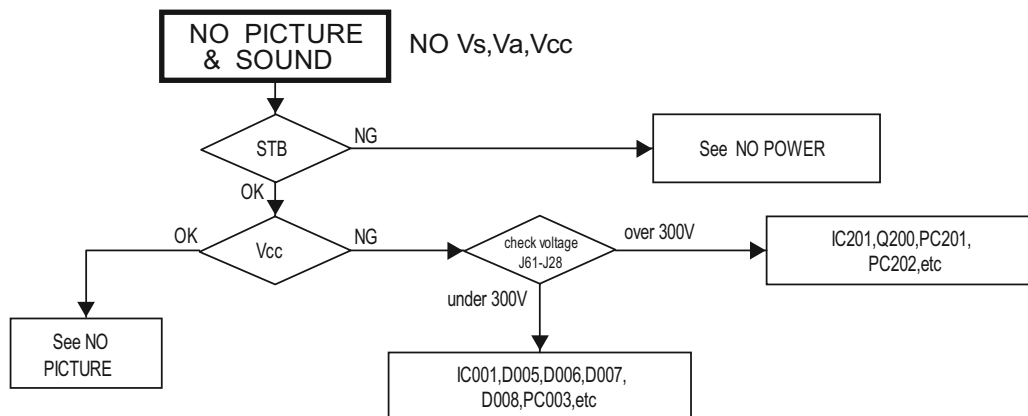 NO PICTURE
& SOUND
NO Vs,Va,Vcc
STB
NG
See NO POWER
OK
OK
Vcc
NG
check voltage
J61-J28
over 300V
IC201,Q200,PC201,
PC202,etc
under 300V
See NO
PICTURE
IC001,D005,D006,D007,
D008,PC003,etc